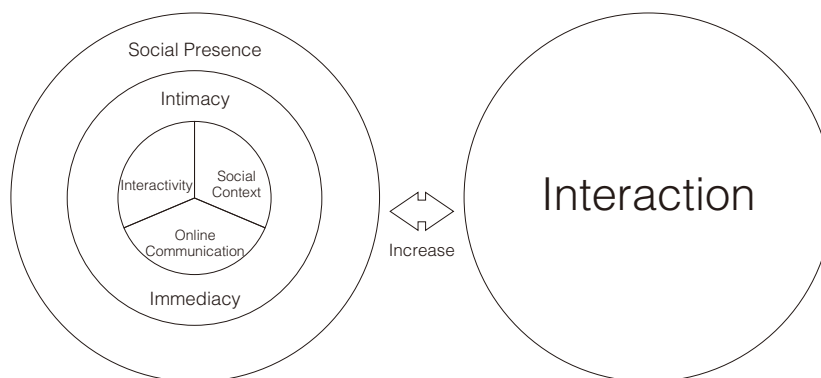 Social Presence
Intimacy
Interactivity
Social
Context
Online
Communication
Immediacy
Increase
Interaction